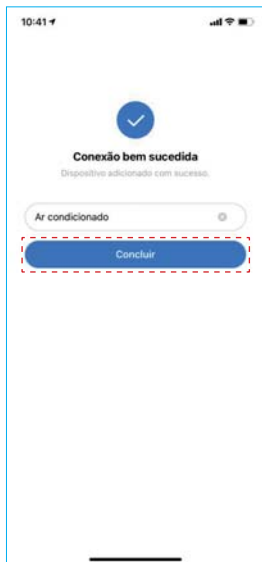 10:41
Conexão bem sucedida
Dispositivo adicionado com sucesso.
Ar condicionado
Concluir